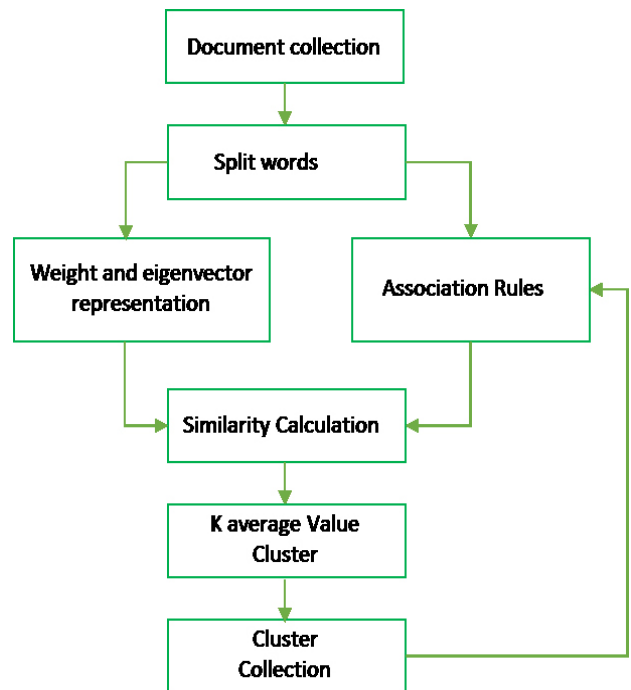 Document collection
Split words
Weight and eigenvector
representation
Association Rules
Similarity Calculation
K average Value
Cluster
Cluster
Collection